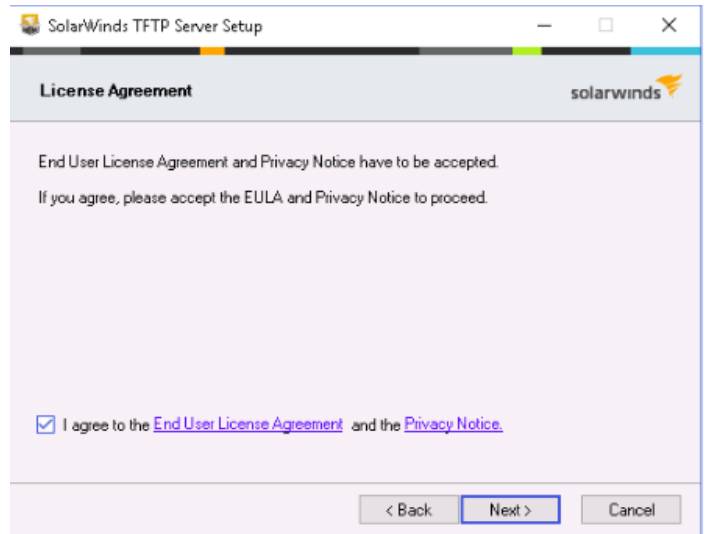 SolarWinds TFTP Server Setup
License Agreement
solarwinds
End User License Agreement and Privacy Notice have to be accepted.
If you agree, please accept the EULA and Privacy Notice to proceed.
I agree to the End User License Agreement and the Privacy Notice.
< Back Next > Cancel